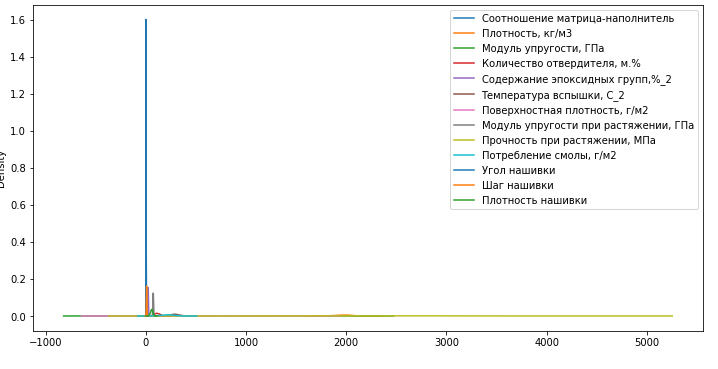 1.6
1.4
1.2
1.0
0.8
0.6
0.4
0.2
0.0
Density
−1000
0
1000
2000
3000
4000
5000
Соотношение матрица-наполнитель
Плотность, кг/м3
Модуль упругости, ГПа
Количество отвердителя, м.%
Содержание эпоксидных групп,%_2
Температура вспышки, С_2
Поверхностная плотность, г/м2
Модуль упругости при растяжении, ГПа
Прочность при растяжении, МПа
Потребление смолы, г/м2
Угол нашивки
Шаг нашивки
Плотность нашивки